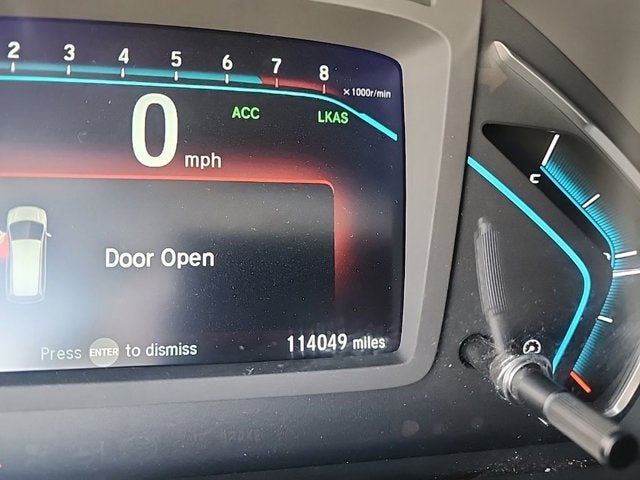 2 3 4 5 6 7 8
×1000r/min
ACC LKAS
0 mph
Door Open
Press ENTER to dismiss
114049 miles
C